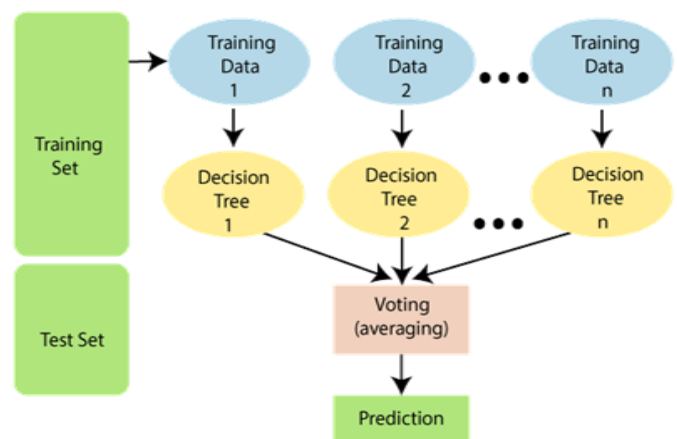 Training
Set
Training
Data
1
Training
Data
2
Training
Data
n
Decision
Tree
1
Decision
Tree
2
Decision
Tree
n
Voting
(averaging)
Test Set
Prediction